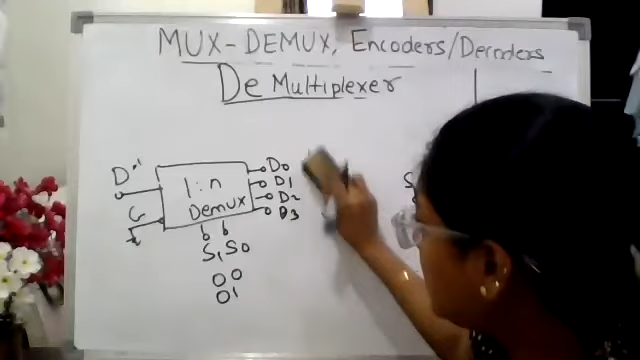 MUX-DEMUX, Encoders/Decoders
De Multiplexer
D
G
1:n
Demux
D0
D1
D2
D3
S1 S0
0 0
0 1
S